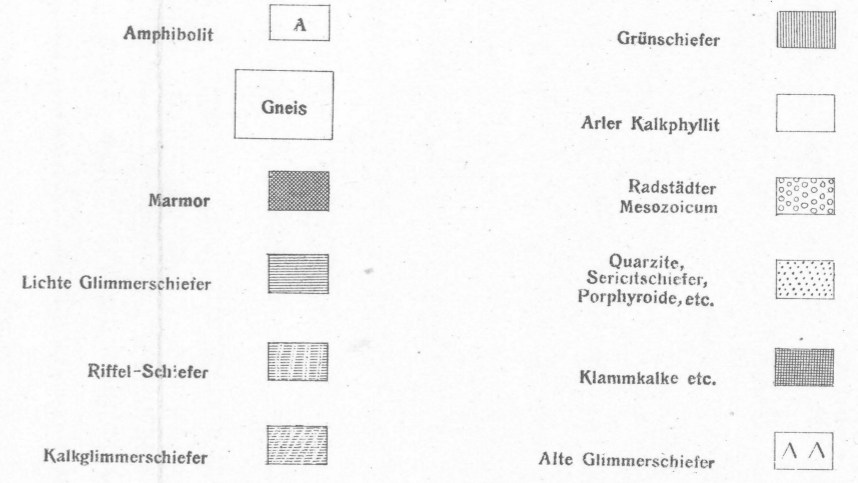 Amphibolit A
Gneis
Marmor
Lichte Glimmerschiefer
Riffel-Schiefer
Kalkglimmerschiefer
Grünschiefer
Arler Kalkphyllit
Radstädter
Mesozoicum
Quarzite,
Sericitschiefer,
Porphyroide, etc.
Klammkalke etc.
Alte Glimmerschiefer